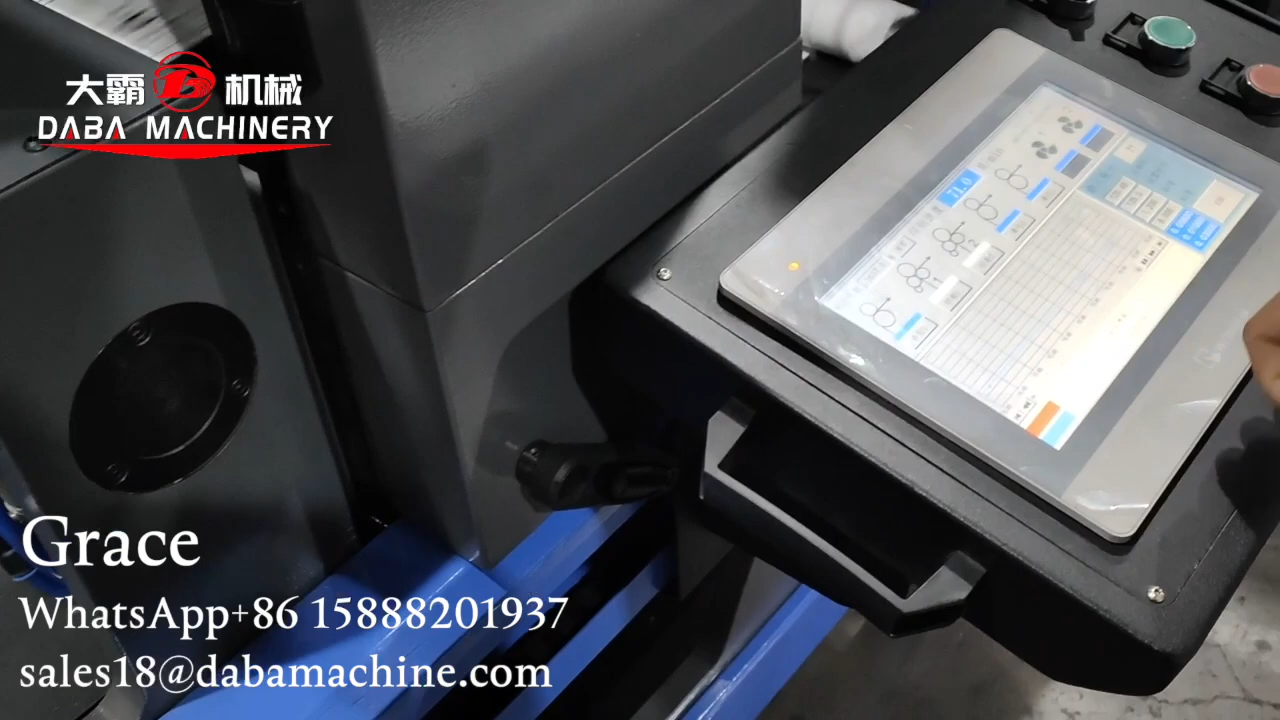 大霸机械
DABA MACHINERY
Grace
WhatsApp+86 15888201937
sales18@dabamachine.com